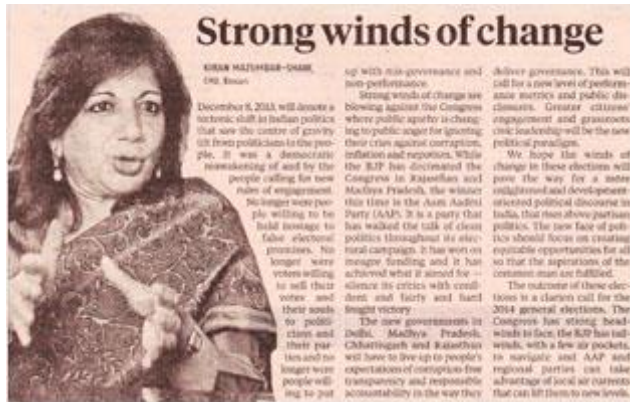 Strong winds of change
KIRAN MAZUMDAR-SHAW,
CMD, Biocon
December 8, 2013, will denote a
tectonic shift in Indian politics
that saw the centre of gravity
tilt from politicians to the peo-
ple. It was a democratic
reawakening of and by the
people calling for new
rules of engagement.
No longer were peo-
ple willing to be
held hostage to
false electoral
promises. No
longer were
voters willing
to sell their
votes and
their souls
to politi-
cians and
their par-
ties and no
longer were
people will-
ing to put
up with mis-governance and
non-performance.
Strong winds of change are
blowing against the Congress
where public apathy is chang-
ing to public anger for ignoring
their cries against corruption,
inflation and nepotism. While
the BJP has decimated the
Congress in Rajasthan and
Madhya Pradesh, the winner
this time is the Aam Aadmi
Party (AAP). It is a party that
has walked the talk of clean
politics throughout its elec-
toral campaign. It has won on
meagre funding and it has
achieved what it aimed for —
silence its critics with confi-
dent and fairly and hard
fought victory
The new governments in
Delhi, Madhya Pradesh,
Chhattisgarh and Rajasthan
will have to live up to people's
expectations of corruption-free
transparency and responsible
accountability in the way they
deliver governance. This will
call for a new level of perform-
ance metrics and public dis-
closures. Greater citizens'
engagement and grassroots
civic leadership will be the new
political paradigm.
We hope the winds of
change in these elections will
pave the way for a more
enlightened and development-
oriented political discourse in
India, that rises above partisan
politics. The new face of poli-
tics should focus on creating
equitable opportunities for all
so that the aspirations of the
common man are fulfilled.
The outcome of these elec-
tions is a clarion call for the
2014 general elections. The
Congress has strong head-
winds to face, the BJP has tail-
winds, with a few air pockets,
to navigate and AAP and
regional parties can take
advantage of local air currents
that can lift them to new levels.